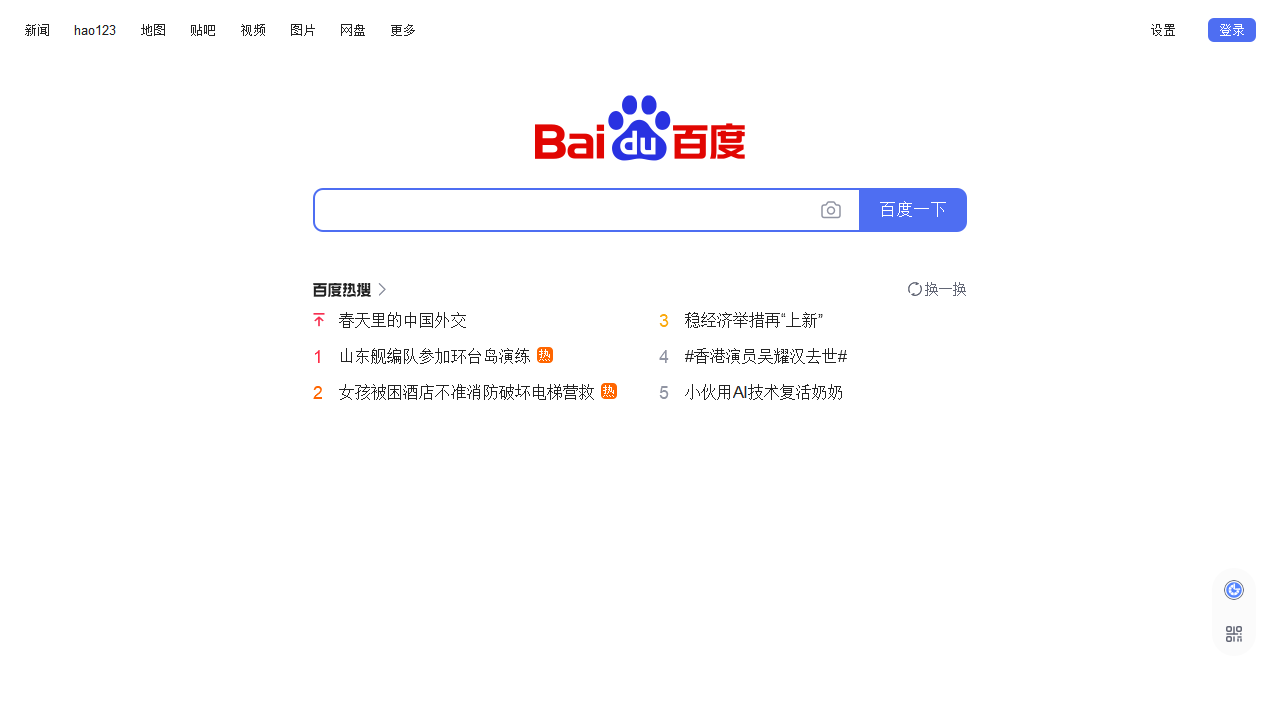 新闻 hao123 地图 贴吧 视频 图片 网盘 更多 设置 登录
Bai du 百度
百度一下
百度热搜 换一换
春天里的中国外交
1 山东舰编队参加环台岛演练 热
2 女孩被困酒店不准消防破坏电梯营救 热
3 稳经济举措再“上新”
4 #香港演员吴耀汉去世#
5 小伙用AI技术复活奶奶